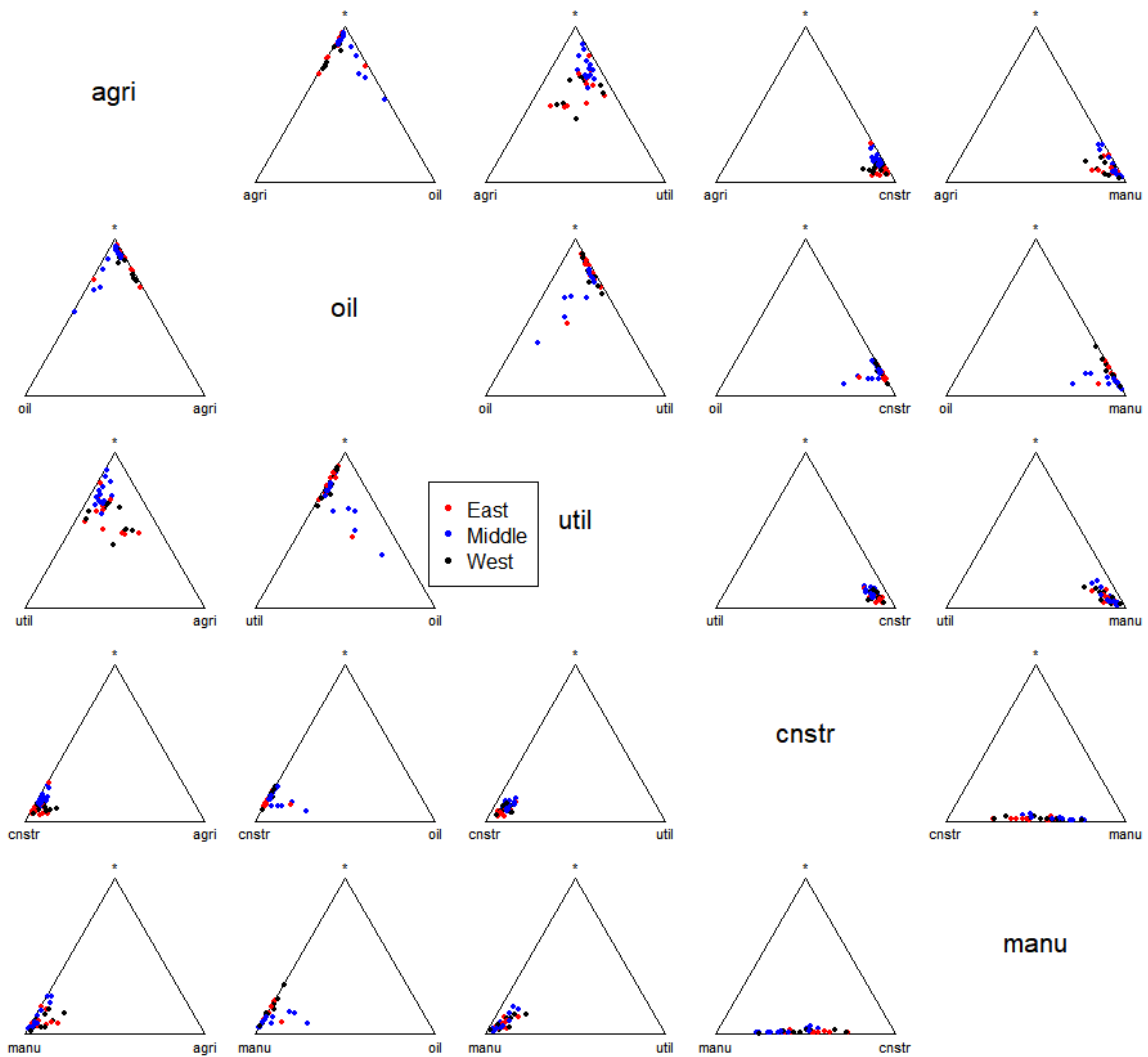 * * * *
agri
agri oil agri util agri cnstr agri manu
* * * *
oil
oil agri oil util oil cnstr oil manu
* * * *
East
util
Middle
West
util agri util oil util cnstr util manu
* * * *
cnstr
cnstr agri cnstr oil cnstr util cnstr manu
* * * *
manu
manu agri manu oil manu util manu cnstr